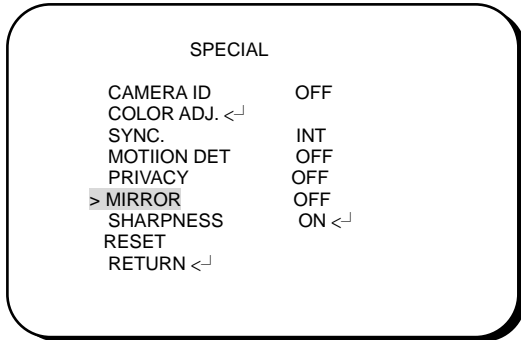 SPECIAL
CAMERA ID OFF
COLOR ADJ. <┘
SYNC. INT
MOTIION DET OFF
PRIVACY OFF
> MIRROR OFF
SHARPNESS ON <┘
RESET
RETURN <┘